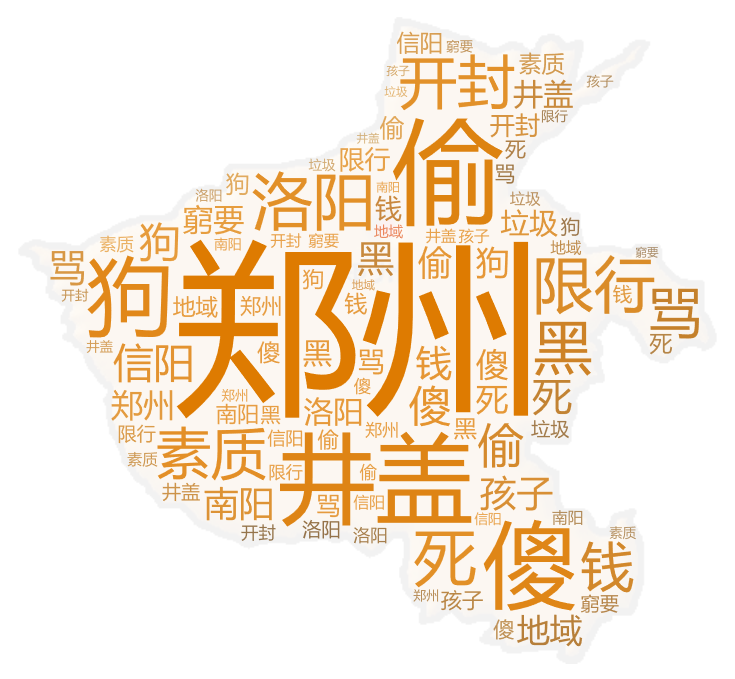 信阳 窮要
孩子 开封 素质 孩子
垃圾 井盖
偷 偷 开封 限行
井盖 死
垃圾 限行 骂
狗 洛阳 南阳 钱 垃圾
洛阳 窮要 地域 垃圾 狗
素质 狗 南阳 开封 窮要 井盖 孩子 地域
骂 黑 偷 狗 窮要
开封 狗 郑州 狗 地域 限行 钱 骂
地域 郑州 钱
井盖 信阳 傻 黑 骂 钱 傻 黑 死
傻
郑州 郑州 洛阳 傻 死 死
南阳 黑
限行 素质 信阳 偷 郑州 黑 偷 垃圾
素质 限行 井盖 偷
井盖 南阳 骂 信阳 孩子
开封 洛阳 洛阳 信阳 南阳 素质
死 傻 钱
郑州 孩子 窮要
傻 地域